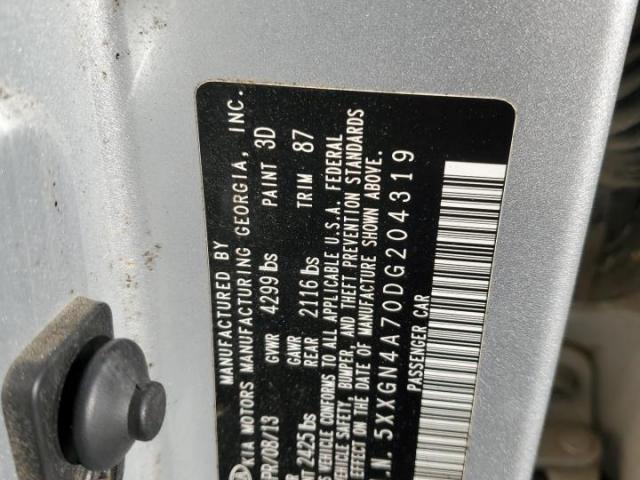 MANUFACTURED BY
KIA MOTORS MANUFACTURING GEORGIA, INC.
PR/08/13 GVWR 4299lbs PAINT 3D
2425lbs GAWR REAR 2116lbs TRIM 87
VEHICLE CONFORMS TO ALL APPLICABLE U.S.A. FEDERAL
VEHICLE SAFETY, BUMPER, AND THEFT PREVENTION STANDARDS
EFFECT ON THE DATE OF MANUFACTURE SHOWN ABOVE.
.N. 5XXGN4A70DG204319
PASSENGER CAR